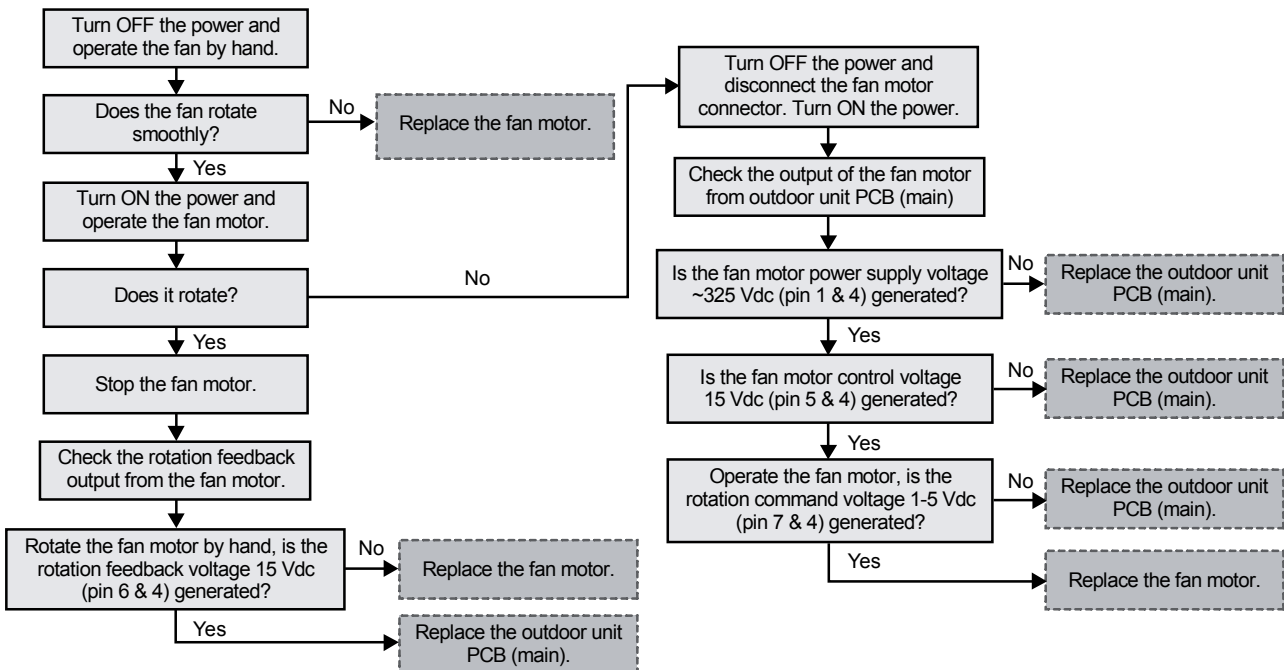 Turn OFF the power and
operate the fan by hand.
Does the fan rotate
smoothly?
No
Replace the fan motor.
Yes
Turn ON the power and
operate the fan motor.
Does it rotate?
No
Yes
Stop the fan motor.
Check the rotation feedback
output from the fan motor.
Rotate the fan motor by hand, is the
rotation feedback voltage 15 Vdc
(pin 6 & 4) generated?
No
Replace the fan motor.
Yes
Replace the outdoor unit
PCB (main).
Turn OFF the power and
disconnect the fan motor
connector. Turn ON the power.
Check the output of the fan motor
from outdoor unit PCB (main)
Is the fan motor power supply voltage
~325 Vdc (pin 1 & 4) generated?
No
Replace the outdoor unit
PCB (main).
Yes
Is the fan motor control voltage
15 Vdc (pin 5 & 4) generated?
No
Replace the outdoor unit
PCB (main).
Yes
Operate the fan motor, is the
rotation command voltage 1-5 Vdc
(pin 7 & 4) generated?
No
Replace the outdoor unit
PCB (main).
Yes
Replace the fan motor.